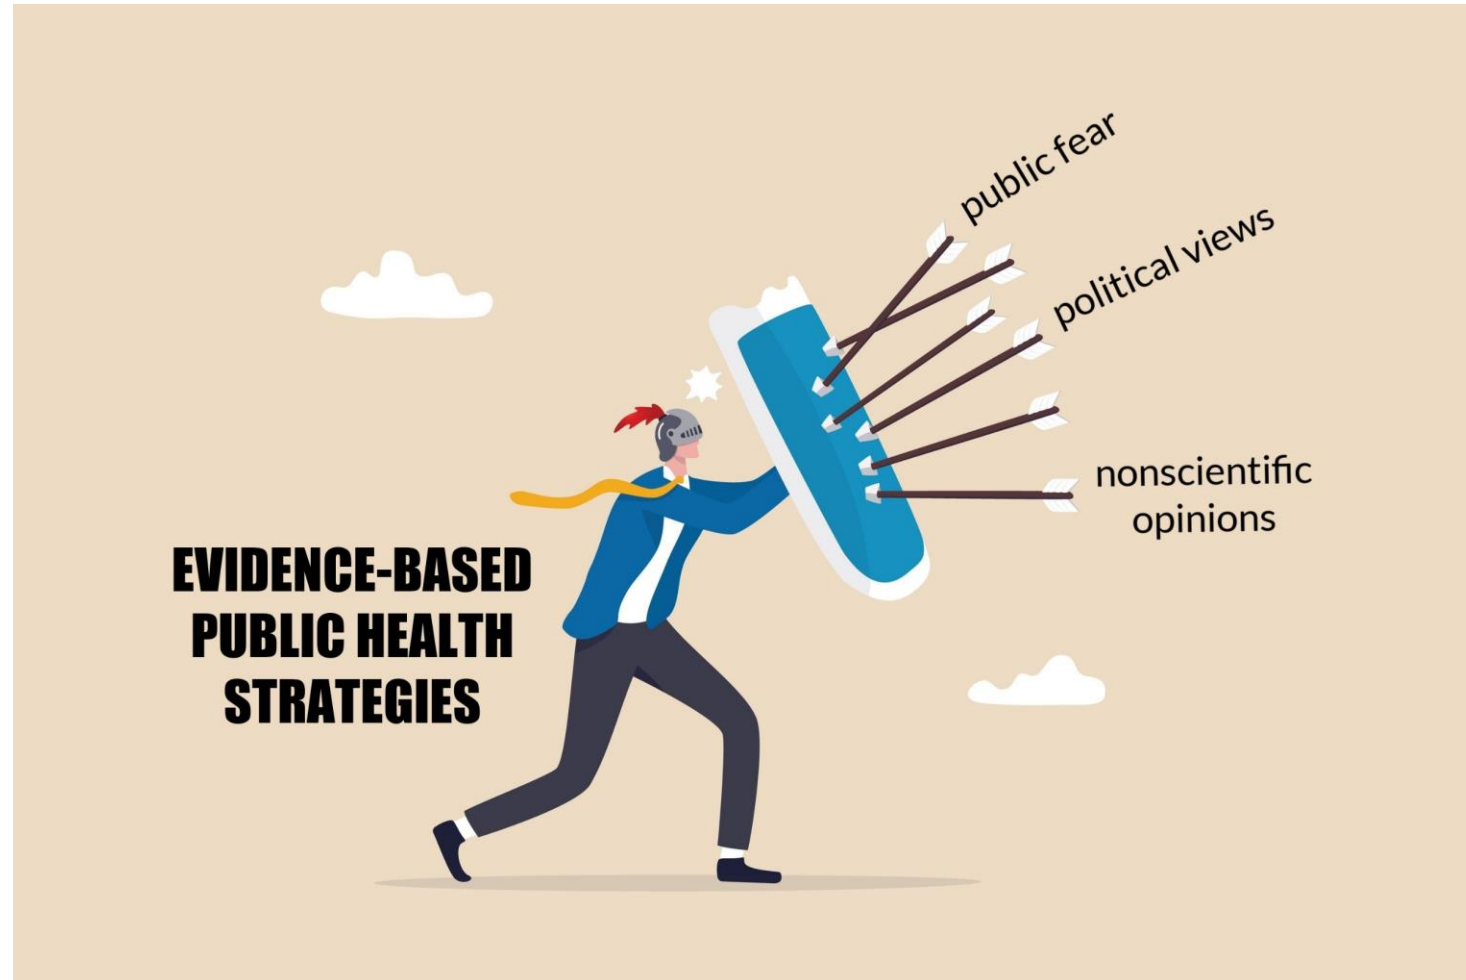 public fear
political views
nonscientific
opinions
EVIDENCE-BASED
PUBLIC HEALTH
STRATEGIES